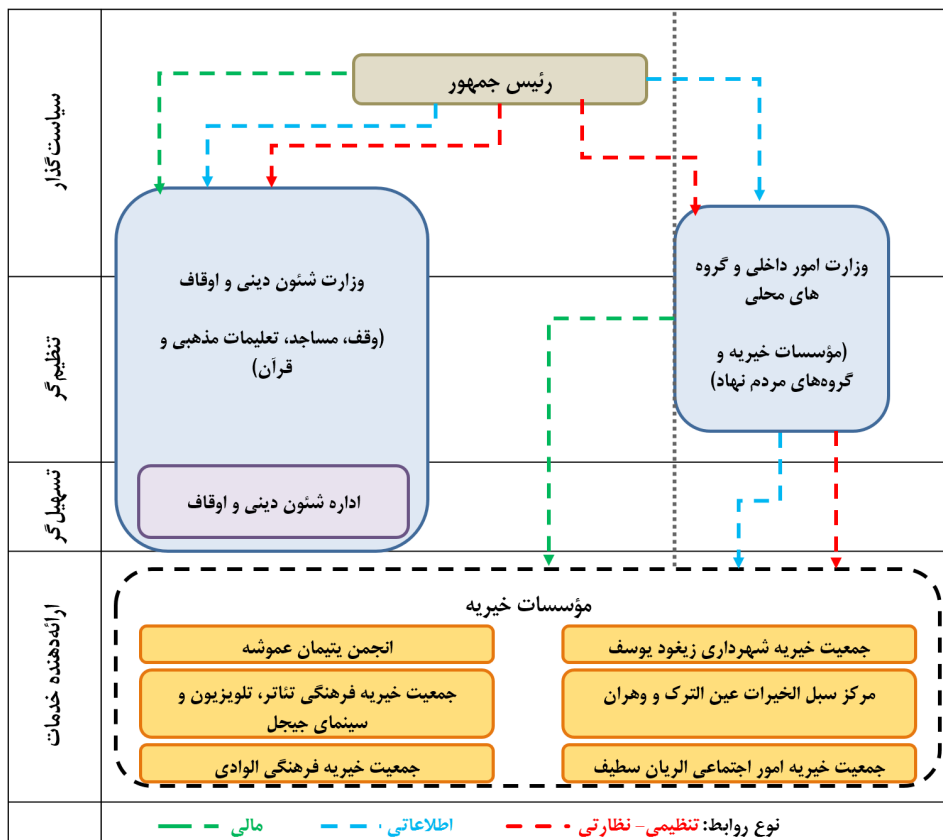 سیاست‌گذار
رئیس جمهور
تنظیم‌گر
وزارت امور داخلی و گروه
های محلی
(مؤسسات خیریه و
گروه‌های مردم نهاد)
وزارت شئون دینی و اوقاف
(وقف، مساجد، تعلیمات مذهبی و
قرآن)
تسهیل‌گر
اداره شئون دینی و اوقاف
ارائه‌دهنده خدمات
مؤسسات خیریه
جمعیت خیریه شهرداری زیغود یوسف
انجمن یتیمان عموشه
مرکز سبل الخیرات عین الترک و وهران
جمعیت خیریه فرهنگی تئاتر، تلویزیون و
سینمای جیجل
جمعیت خیریه امور اجتماعی الریان سطیف
جمعیت خیریه فرهنگی الوادی
نوع روابط: تنظیمی- نظارتی اطلاعاتی مالی